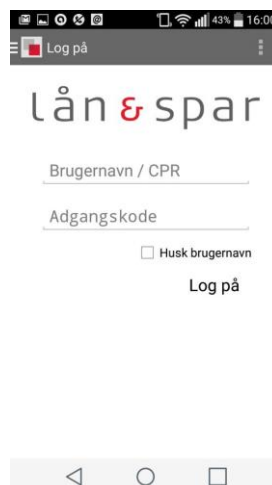 43% 16:00
Log på
lån & spar
Brugernavn / CPR
Adgangskode
Husk brugernavn
Log på